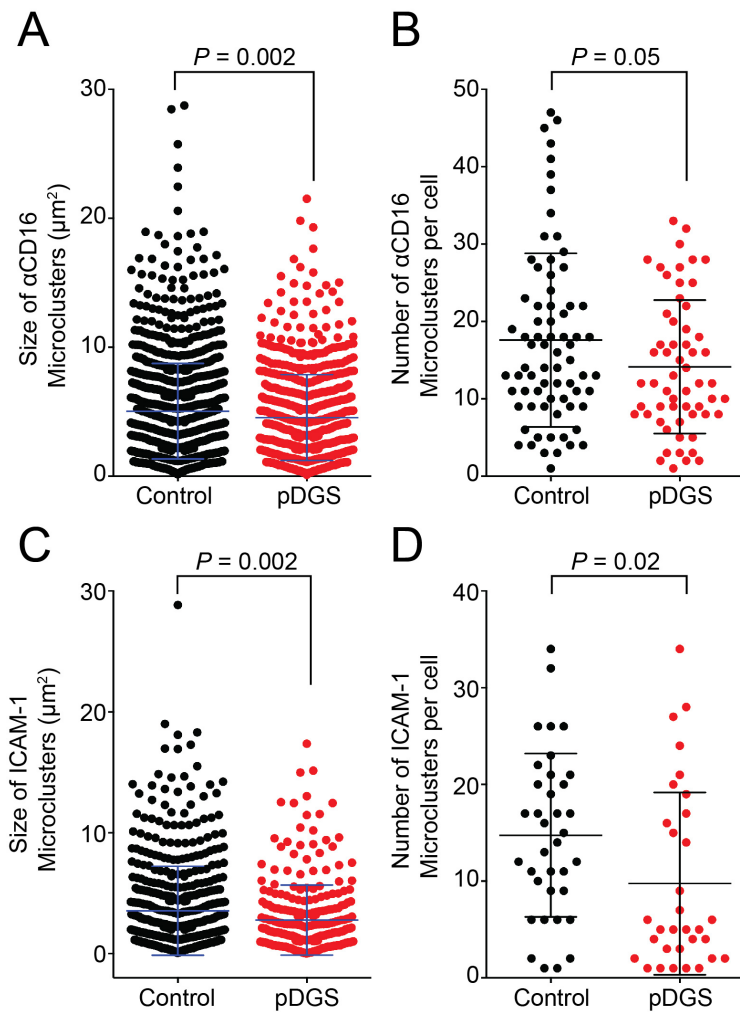 A
P = 0.002
Size of αCD16
Microclusters (μm²)
30
20
10
0
Control
pDGS
B
P = 0.05
Number of αCD16
Microclusters per cell
50
40
30
20
10
0
Control
pDGS
C
P = 0.002
Size of ICAM-1
Microclusters (μm²)
30
20
10
0
Control
pDGS
D
P = 0.02
Number of ICAM-1
Microclusters per cell
40
30
20
10
0
Control
pDGS